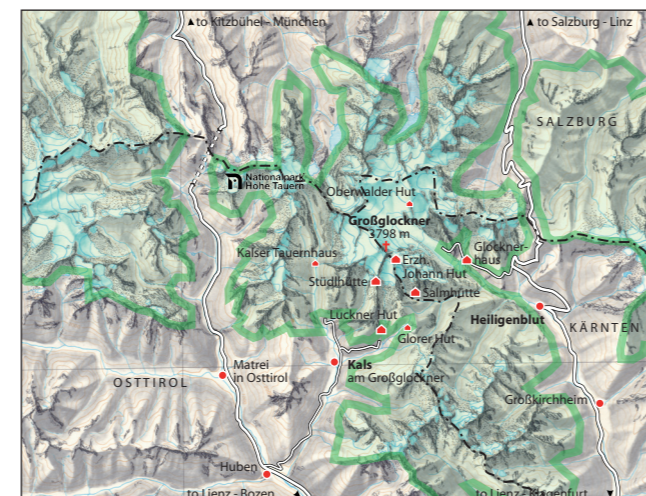 ▲ to Kitzbühel - München
▲ to Salzburg - Linz
SALZBURG
Nationalpark
Hohe Tauern
Oberwalder Hut
Großglockner
3798 m
Kalser Tauernhaus
Erzh.
Johann Hut
Glockner-
haus
Stüdlhütte
Salmhütte
Luckner Hut
Glorer Hut
Heiligenblut
KÄRNTEN
Matrei
in Osttirol
OSTTIROL
Kals
am Großglockner
Großkirchheim
Huben
to Lienz - Bozen
to Lienz - Klagenfurt